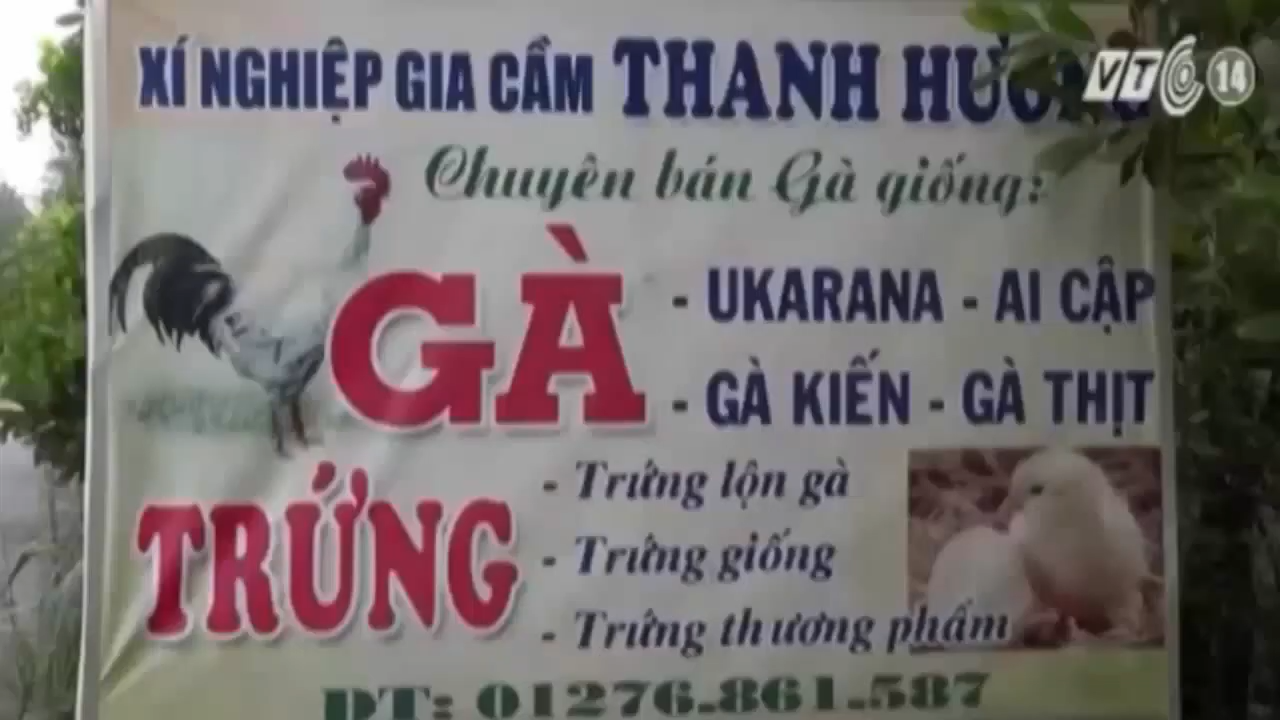 XÍ NGHIỆP GIA CẦM THANH HƯƠNG
VTC 14
Chuyên bán Gà giống:
GÀ
- UKARANA - AI CẬP
- GÀ KIẾN - GÀ THỊT
TRỨNG
- Trứng lộn gà
- Trứng giống
- Trứng thương phẩm
ĐT: 01276.861.587